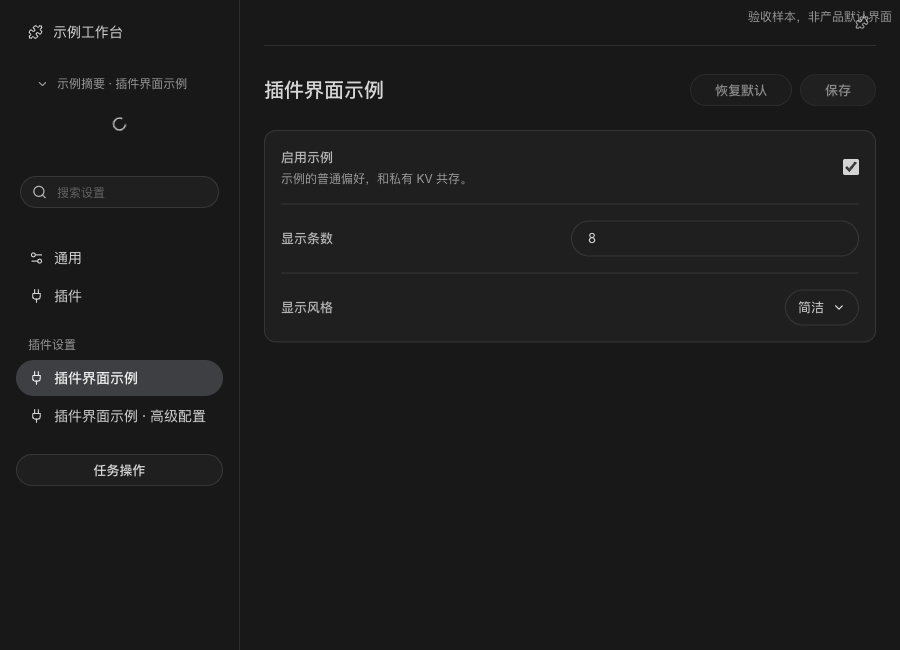 示例工作台
示例摘要 · 插件界面示例
搜索设置
通用
插件
插件设置
插件界面示例
插件界面示例 · 高级配置
任务操作
验收样本，非产品默认界面
插件界面示例
恢复默认
保存
启用示例
示例的普通偏好，和私有 KV 共存。
显示条数
8
显示风格
简洁